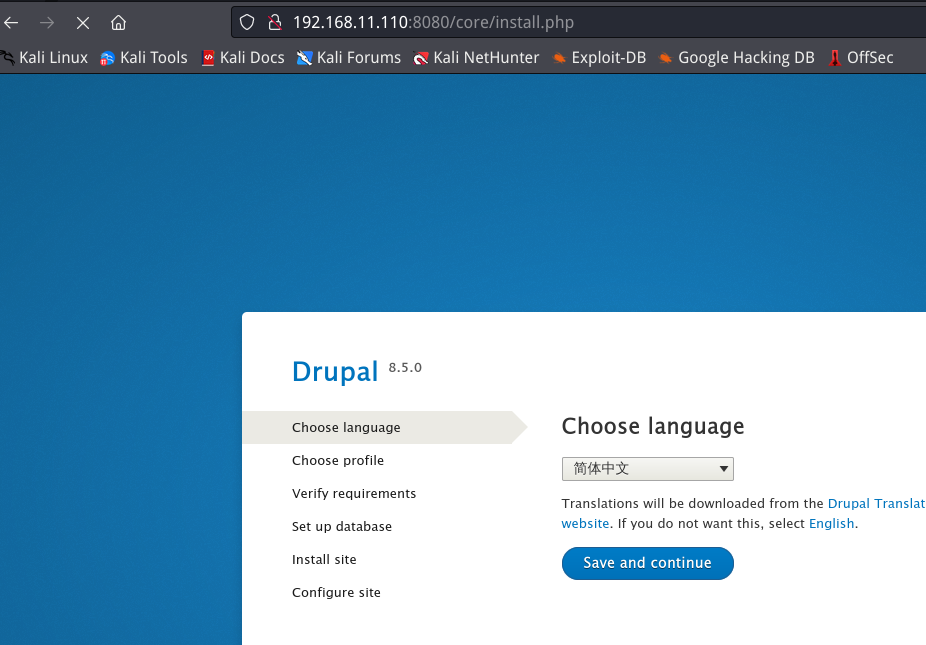 192.168.11.110:8080/core/install.php
Kali Linux Kali Tools Kali Docs Kali Forums Kali NetHunter Exploit-DB Google Hacking DB OffSec
Drupal 8.5.0
Choose language
Choose profile
Verify requirements
Set up database
Install site
Configure site
Choose language
简体中文
Translations will be downloaded from the Drupal Translat
website. If you do not want this, select English.
Save and continue